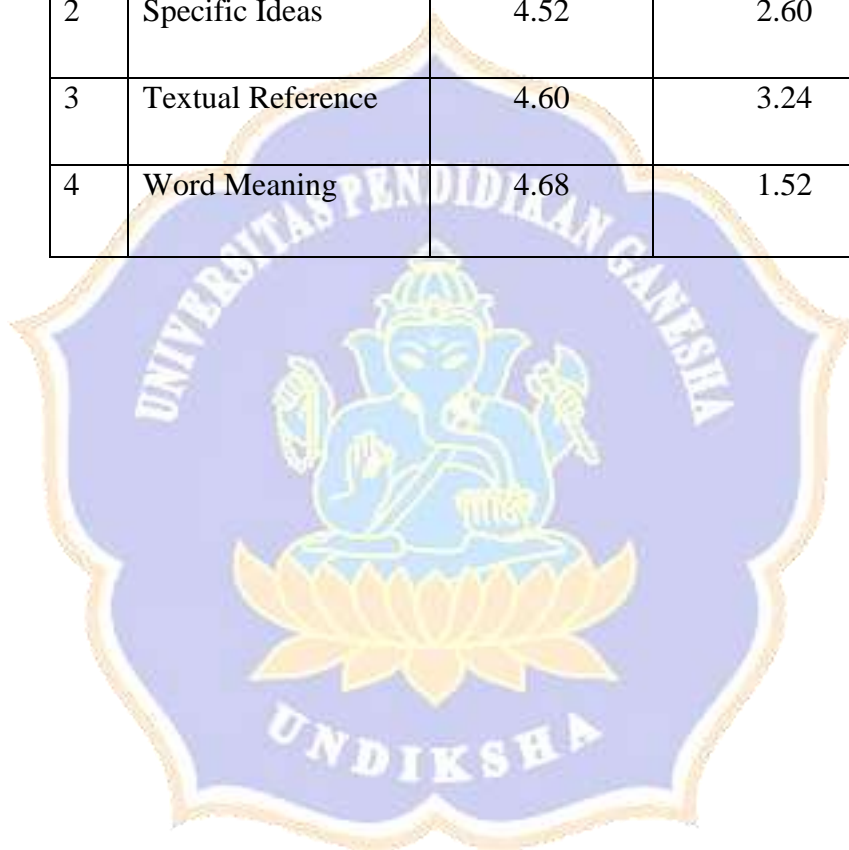 2 Specific Ideas 4.52 2.60
3 Textual Reference 4.60 3.24
4 Word Meaning 4.68 1.52
UNIVERSITAS PENDIDIKAN GANESHA
UNDIKSHA